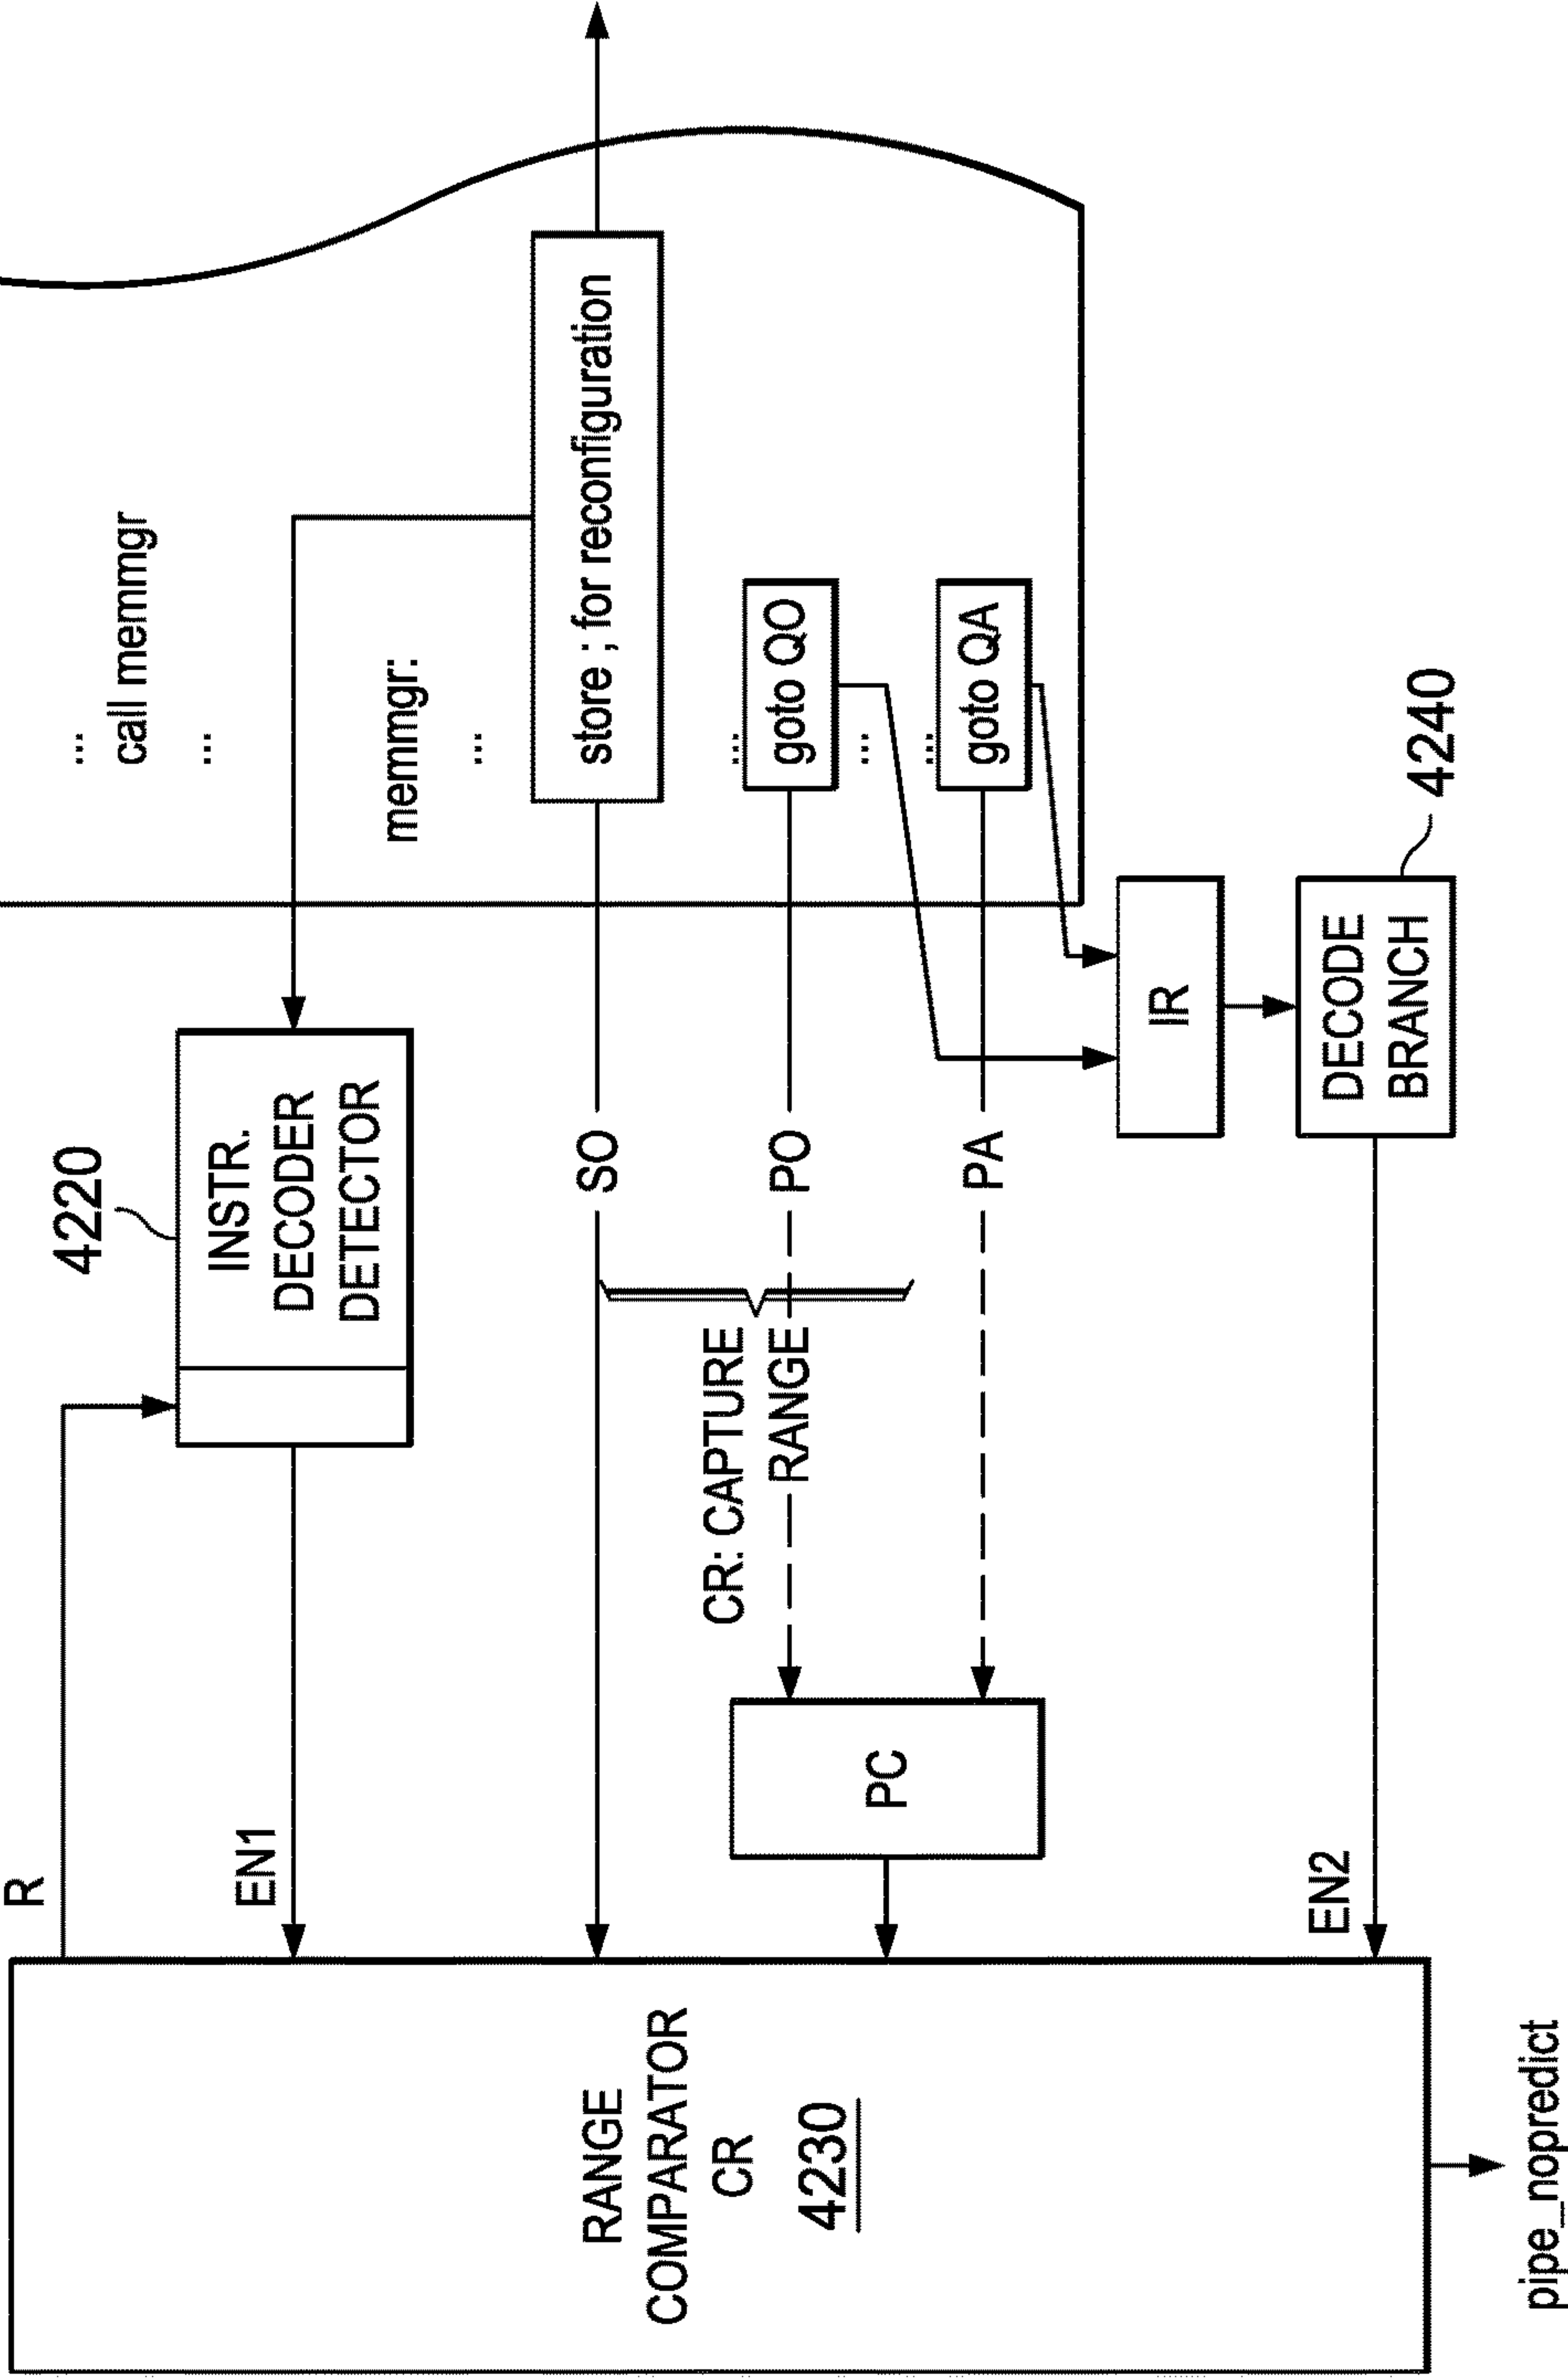 R
4220
INSTR.
DECODER
DETECTOR
...
call memmgr
...
EN1
memmgr:
...
SO
store ; for reconfiguration
RANGE
COMPARATOR
CR
4230
CR: CAPTURE
RANGE
PO
...
goto QO
...
PC
PA
...
goto QA
IR
EN2
DECODE
BRANCH
4240
pipe_nopredict